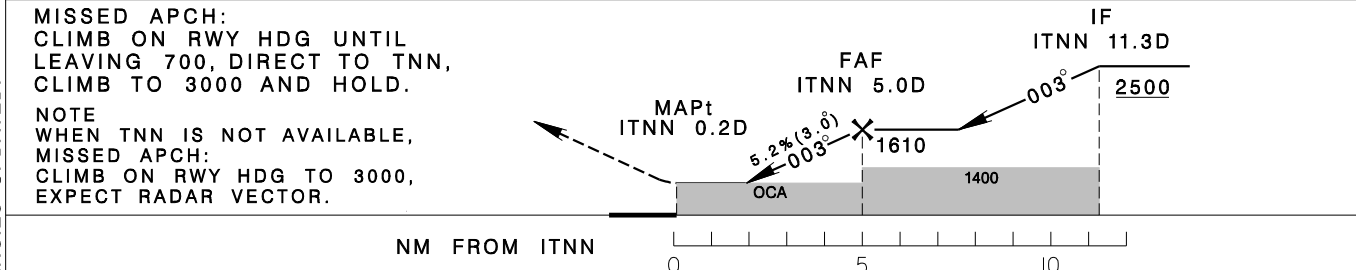 MISSED APCH:
CLIMB ON RWY HDG UNTIL
LEAVING 700, DIRECT TO TNN,
CLIMB TO 3000 AND HOLD.
NOTE
WHEN TNN IS NOT AVAILABLE,
MISSED APCH:
CLIMB ON RWY HDG TO 3000,
EXPECT RADAR VECTOR.
MAPt
ITNN 0.2D
FAF
ITNN 5.0D
IF
ITNN 11.3D
5.2%(3.0°)
003°
1610
003°
2500
OCA
1400
NM FROM ITNN
0
5
10